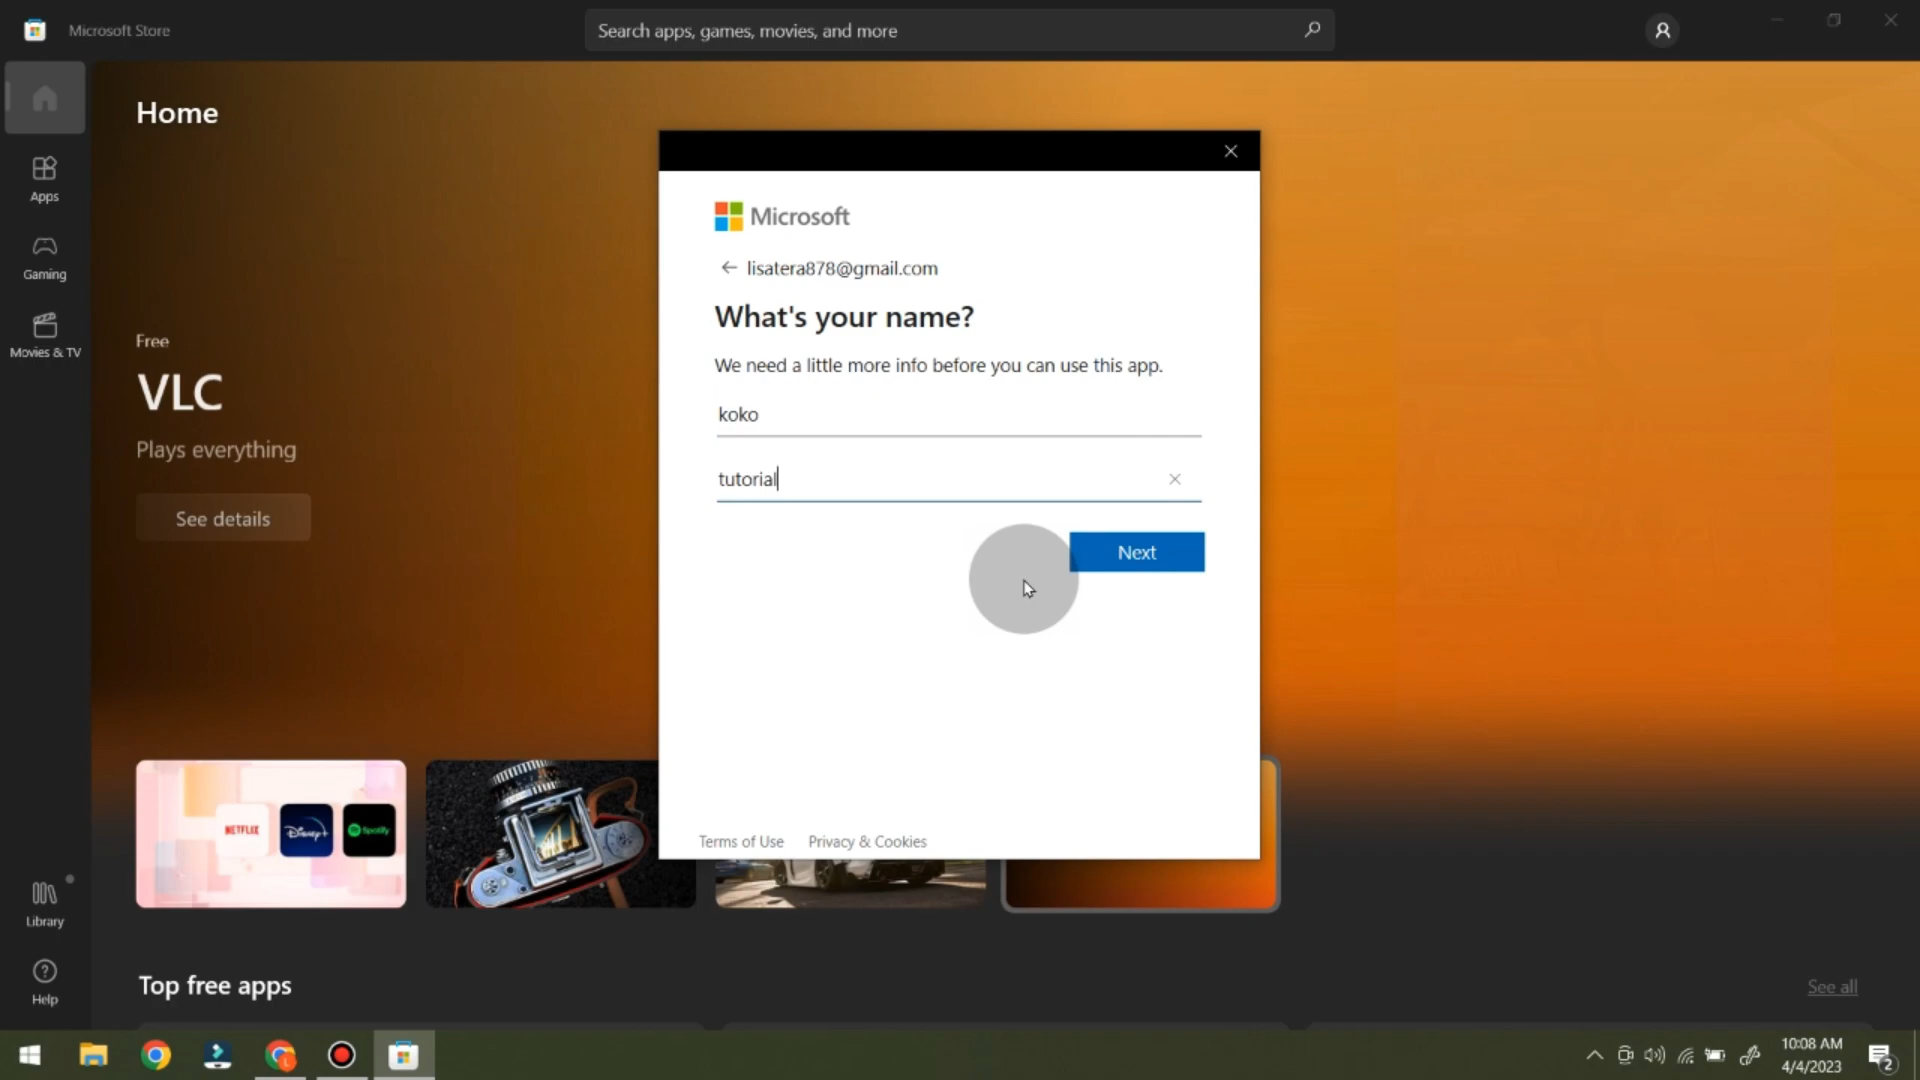 Microsoft Store
Search apps, games, movies, and more
Home
Apps
Gaming
Movies & TV
Free
VLC
Plays everything
See details
Microsoft
lisatera878@gmail.com
What's your name?
We need a little more info before you can use this app.
koko
tutorial
Next
Terms of Use Privacy & Cookies
NETFLIX Disney+ Spotify
Library
Help
Top free apps
See all
10:08 AM
4/4/2023
2